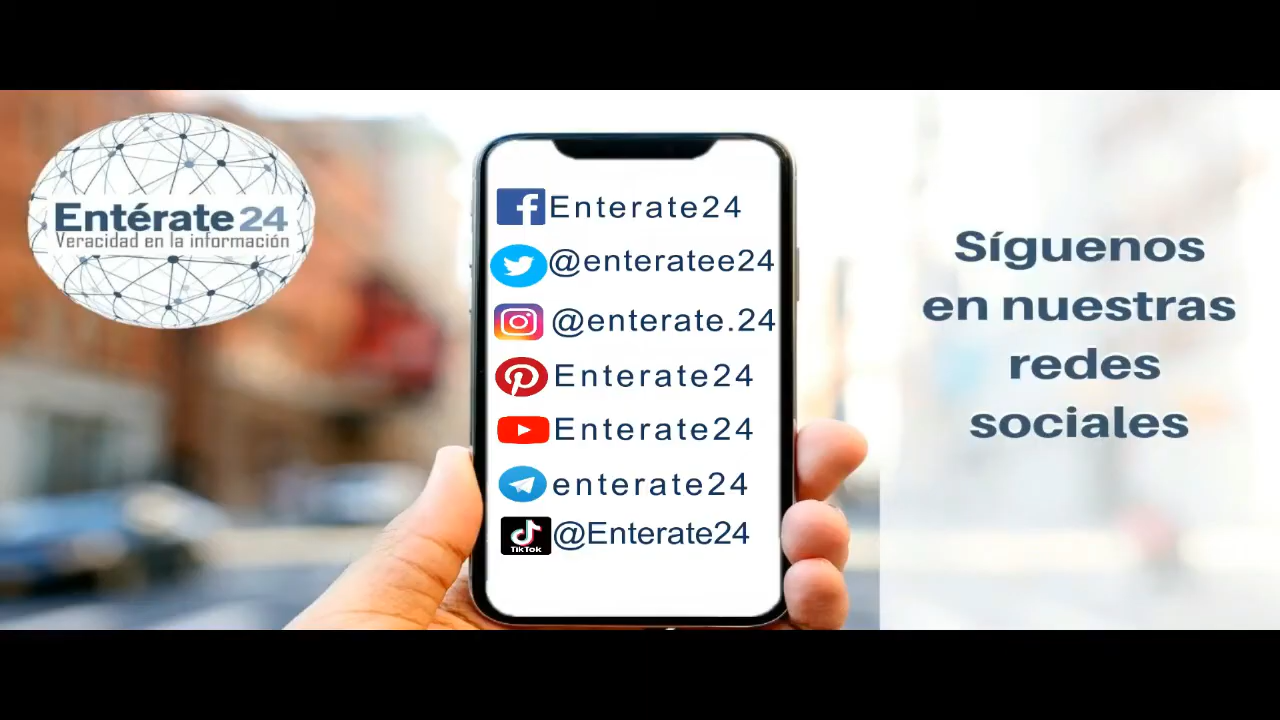 Entérate24
Veracidad en la información
Enterate24
@enteratee24
@enterate.24
Enterate24
Enterate24
enterate24
TikTok
@Enterate24
Síguenos
en nuestras
redes
sociales